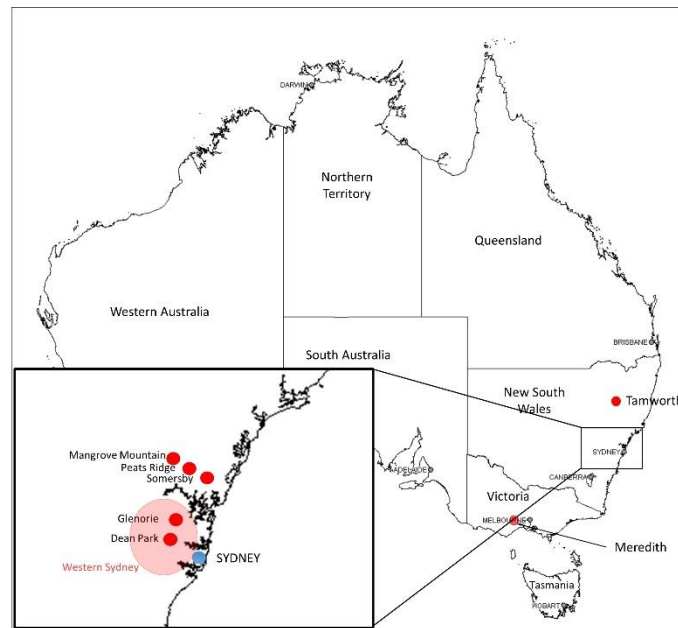 DARWIN
Northern
Territory
Queensland
Western Australia
South Australia
BRISBANE
New South
Wales
Tamworth
SYDNEY
ADELAIDE
CANBERRA
Victoria
MELBOURNE
Meredith
Tasmania
HOBART
Mangrove Mountain
Peats Ridge
Somersby
Glenorie
Dean Park
SYDNEY
Western Sydney